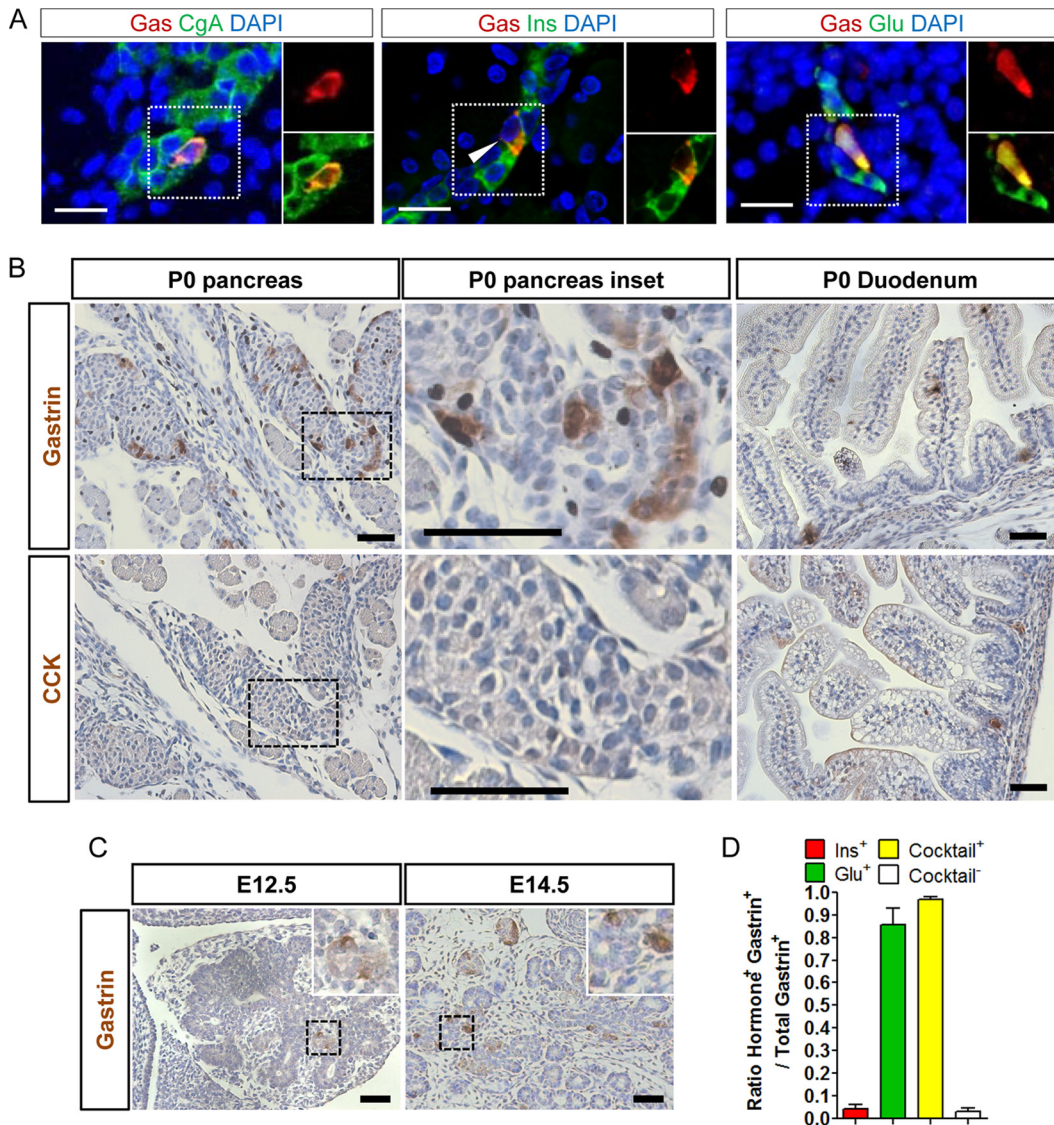 A
Gas CgA DAPI
Gas Ins DAPI
Gas Glu DAPI
B
P0 pancreas
P0 pancreas inset
P0 Duodenum
Gastrin
CCK
C
E12.5
E14.5
Gastrin
D
Ins⁺
Cocktail⁺
Glu⁺
Cocktail⁻
Ratio Hormone⁺ Gastrin⁺
/ Total Gastrin⁺
1.0
0.9
0.8
0.7
0.6
0.5
0.4
0.3
0.2
0.1
0.0